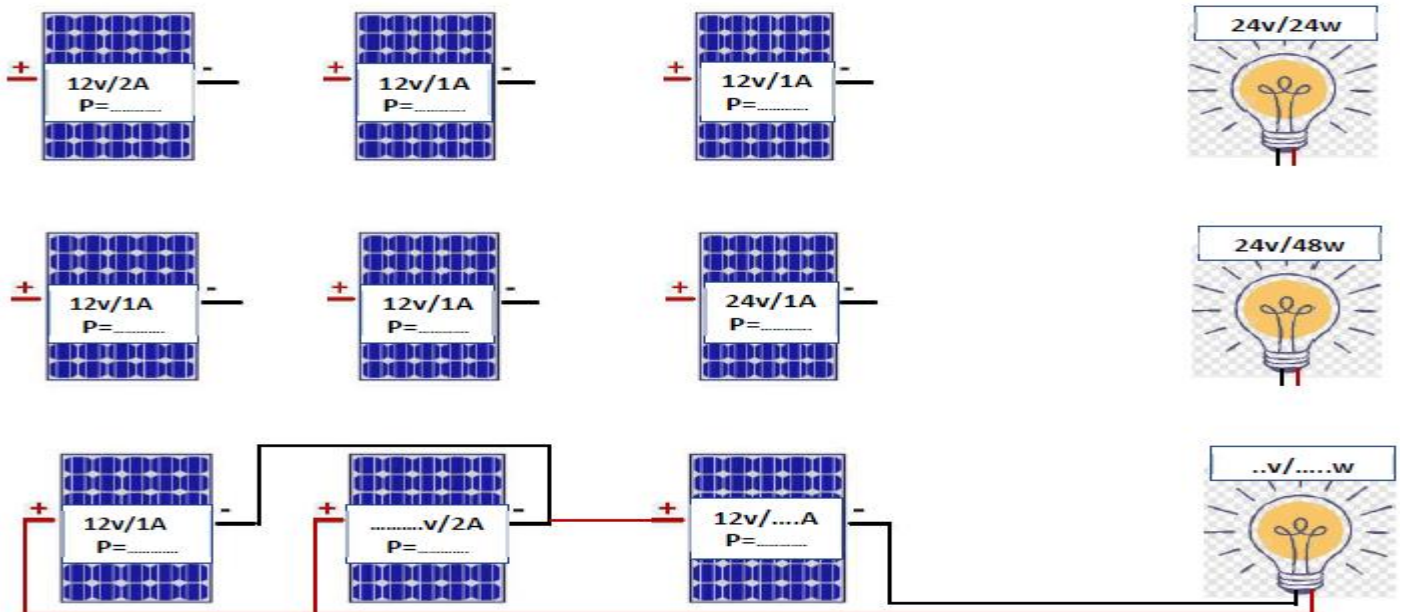 24v/24w
+ -
12v/2A
P=............
+ -
12v/1A
P=............
+ -
12v/1A
P=............
24v/48w
+ -
12v/1A
P=............
+ -
12v/1A
P=............
+ -
24v/1A
P=............
..v/.....w
+ -
12v/1A
P=............
+ -
..........v/2A
P=............
+ -
12v/....A
P=............